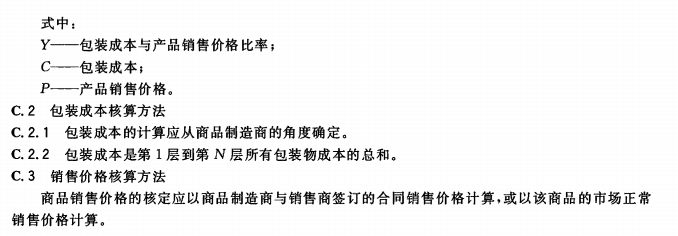 式中：
Y——包装成本与产品销售价格比率；
C——包装成本；
P——产品销售价格。
C.2 包装成本核算方法
C.2.1 包装成本的计算应从商品制造商的角度确定。
C.2.2 包装成本是第1层到第N层所有包装物成本的总和。
C.3 销售价格核算方法
商品销售价格的核定应以商品制造商与销售商签订的合同销售价格计算，或以该商品的市场正常
销售价格计算。